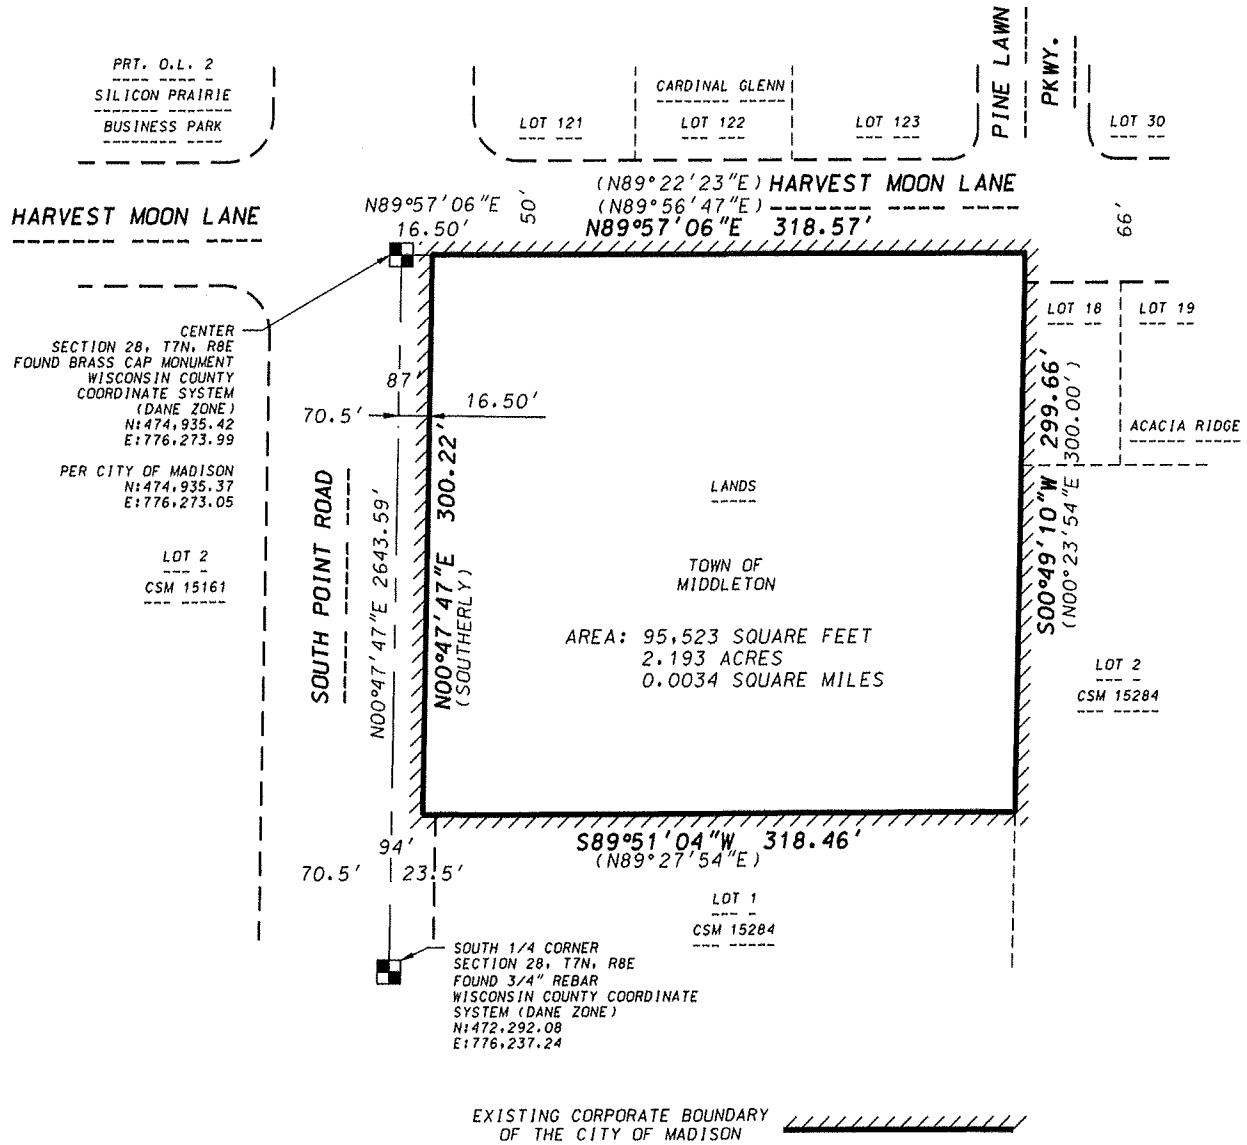 PRT. O.L. 2
SILICON PRAIRIE
BUSINESS PARK
CARDINAL GLENN
LOT 121
LOT 122
LOT 123
PINE LAWN
PKWY.
LOT 30
HARVEST MOON LANE
N89°57'06"E
16.50'
50'
(N89°22'23"E) HARVEST MOON LANE
(N89°56'47"E)
N89°57'06"E 318.57'
66'
CENTER
SECTION 28, T7N, R8E
FOUND BRASS CAP MONUMENT
WISCONSIN COUNTY
COORDINATE SYSTEM
(DANE ZONE)
N:474,935.42
E:776,273.99
PER CITY OF MADISON
N:474,935.37
E:776,273.05
LOT 2
CSM 15161
87'
70.5'
16.50'
SOUTH POINT ROAD
N00°47'47"E 2643.59'
N00°47'47"E 300.22'
(SOUTHERLY)
LANDS
TOWN OF
MIDDLETON
AREA: 95,523 SQUARE FEET
2.193 ACRES
0.0034 SQUARE MILES
LOT 18
LOT 19
ACACIA RIDGE
S00°49'10"W 299.66'
(N00°23'54"E 300.00')
LOT 2
CSM 15284
S89°51'04"W 318.46'
(N89°27'54"E)
94'
70.5'
23.5'
LOT 1
CSM 15284
SOUTH 1/4 CORNER
SECTION 28, T7N, R8E
FOUND 3/4" REBAR
WISCONSIN COUNTY COORDINATE
SYSTEM (DANE ZONE)
N:472,292.08
E:776,237.24
EXISTING CORPORATE BOUNDARY
OF THE CITY OF MADISON